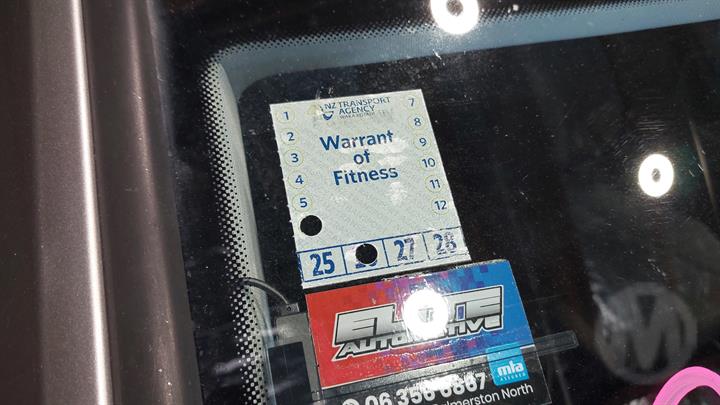 NZ TRANSPORT
AGENCY
WAKA KOTAHI
1 7
2 8
3 9
4 10
5 11
12
Warrant
of
Fitness
25 27 28
ELITE
AUTOMOTIVE
mta
ASSURED
06 356 6867
Palmerston North
M